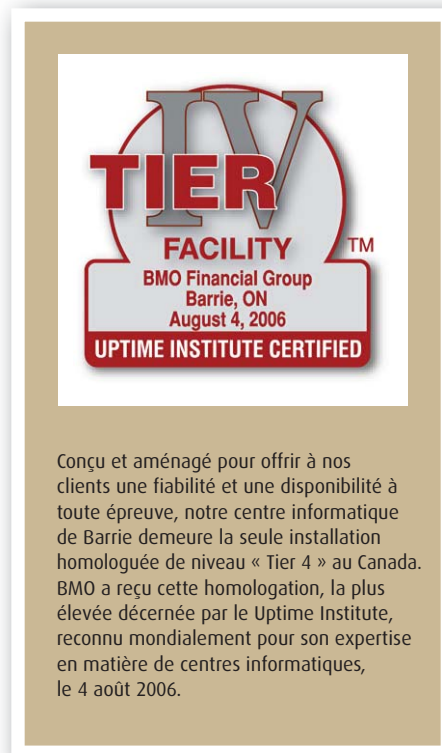 IV
TIER
FACILITY TM
BMO Financial Group
Barrie, ON
August 4, 2006
UPTIME INSTITUTE CERTIFIED
Conçu et aménagé pour offrir à nos
clients une fiabilité et une disponibilité à
toute épreuve, notre centre informatique
de Barrie demeure la seule installation
homologuée de niveau « Tier 4 » au Canada.
BMO a reçu cette homologation, la plus
élevée décernée par le Uptime Institute,
reconnu mondialement pour son expertise
en matière de centres informatiques,
le 4 août 2006.